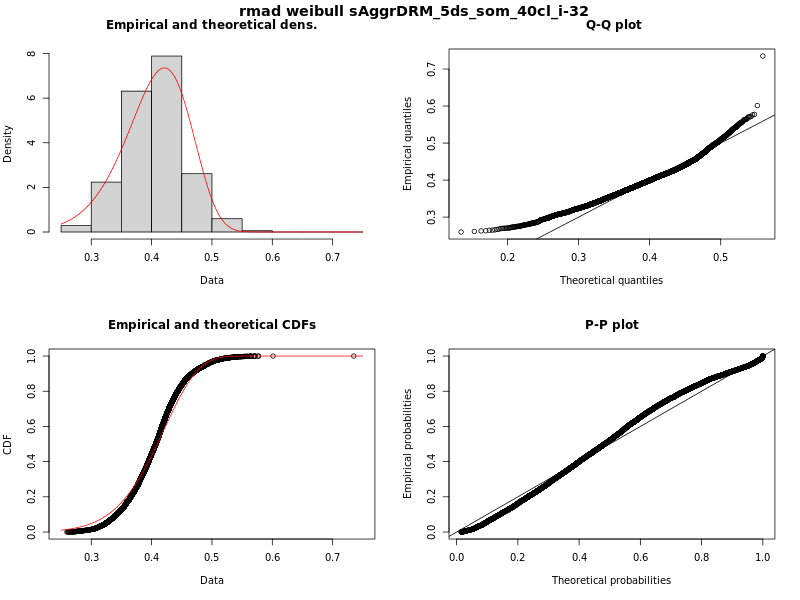 rmad weibull sAggrDRM_5ds_som_40cl_i-32
Empirical and theoretical dens.
Density
0 2 4 6 8
0.3 0.4 0.5 0.6 0.7
Data
Q-Q plot
Empirical quantiles
0.3 0.4 0.5 0.6 0.7
0.2 0.3 0.4 0.5
Theoretical quantiles
Empirical and theoretical CDFs
CDF
0.0 0.2 0.4 0.6 0.8 1.0
0.3 0.4 0.5 0.6 0.7
Data
P-P plot
Empirical probabilities
0.0 0.2 0.4 0.6 0.8 1.0
0.0 0.2 0.4 0.6 0.8 1.0
Theoretical probabilities